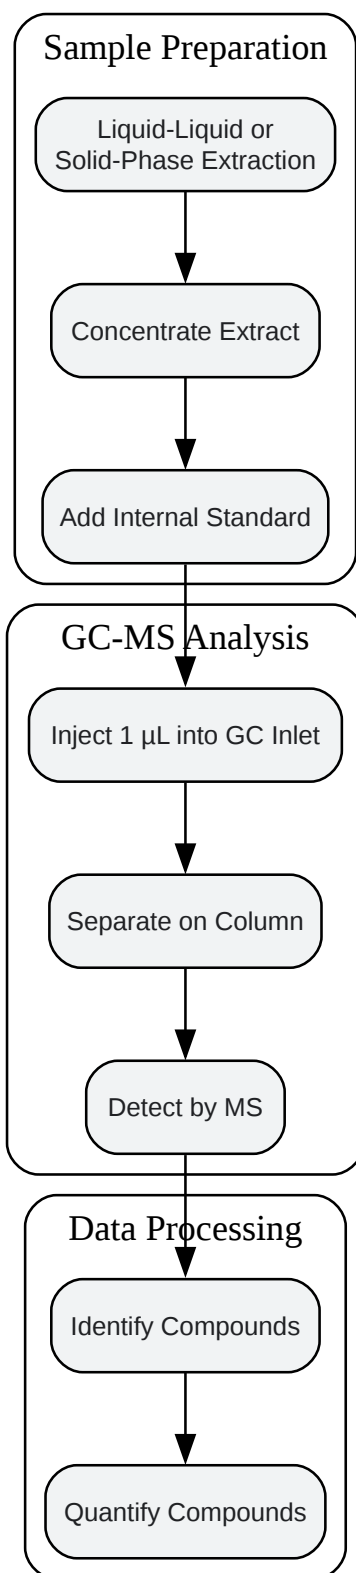 Sample Preparation
Liquid-Liquid or
Solid-Phase Extraction
Concentrate Extract
Add Internal Standard
GC-MS Analysis
Inject 1 µL into GC Inlet
Separate on Column
Detect by MS
Data Processing
Identify Compounds
Quantify Compounds